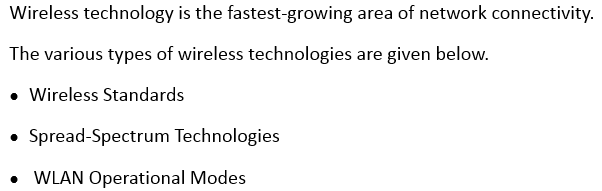 Wireless technology is the fastest-growing area of network connectivity.
The various types of wireless technologies are given below.
• Wireless Standards
• Spread-Spectrum Technologies
• WLAN Operational Modes